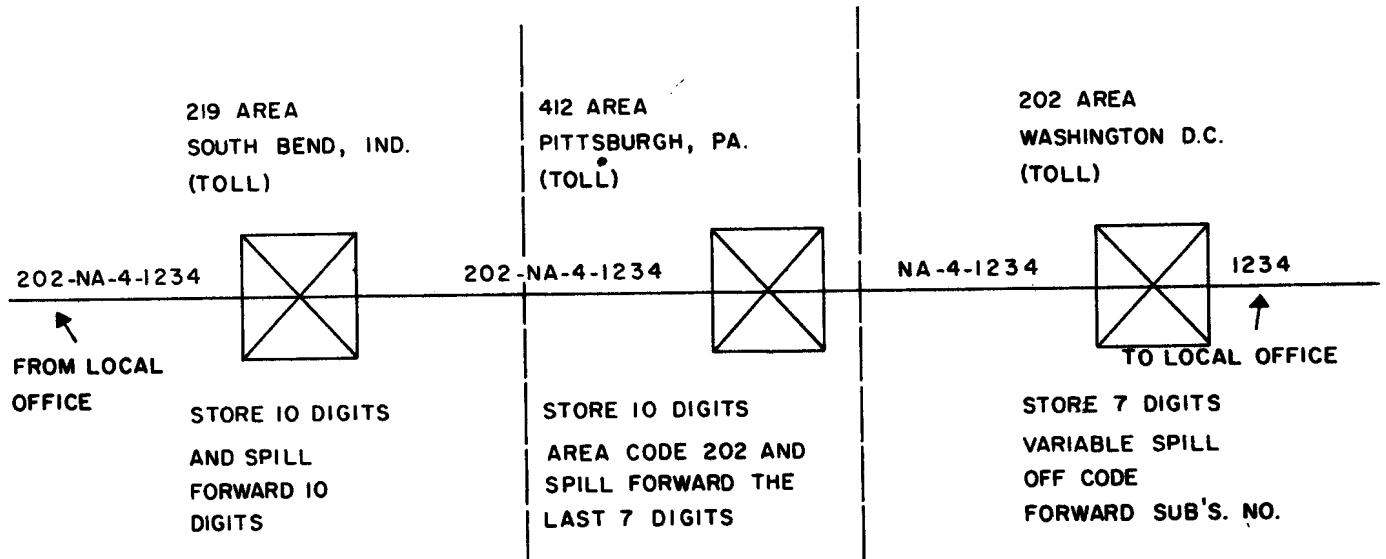 219 AREA
SOUTH BEND, IND.
(TOLL)
412 AREA
PITTSBURGH, PA.
(TOLL)
202 AREA
WASHINGTON D.C.
(TOLL)
202-NA-4-1234
202-NA-4-1234
NA-4-1234
1234
FROM LOCAL
OFFICE
TO LOCAL OFFICE
STORE 10 DIGITS
AND SPILL
FORWARD 10
DIGITS
STORE 10 DIGITS
AREA CODE 202 AND
SPILL FORWARD THE
LAST 7 DIGITS
STORE 7 DIGITS
VARIABLE SPILL
OFF CODE
FORWARD SUB'S. NO.